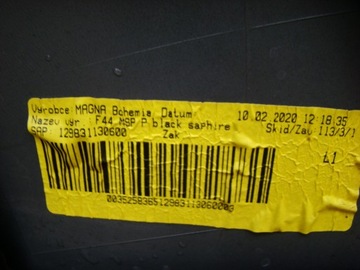 Vyrobce MAGNA Bohemia Datum 10 02 2020 12 18:35
Nazev vyr F44 MSP P black saphire Skid/Zav 113/3/1
SAP 129831130600 Zak
L1
0035258365129831130600